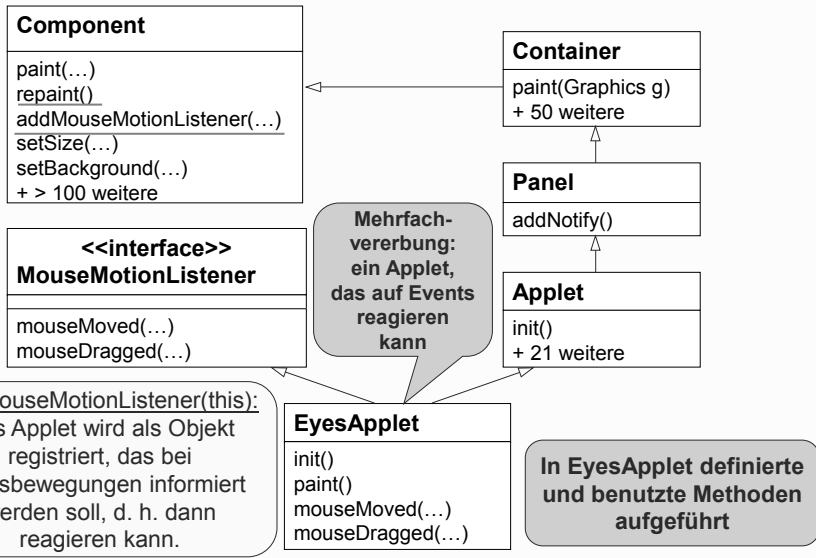 Component
paint(…)
repaint()
addMouseMotionListener(…)
setSize(…)
setBackground(…)
+ > 100 weitere
Container
paint(Graphics g)
+ 50 weitere
Panel
addNotify()
Applet
init()
+ 21 weitere
<<interface>>
MouseMotionListener
mouseMoved(…)
mouseDragged(…)
Mehrfach-
vererbung:
ein Applet,
das auf Events
reagieren
kann
ouseMotionListener(this):
s Applet wird als Objekt
registriert, das bei
sbewegungen informiert
erden soll, d. h. dann
reagieren kann.
EyesApplet
init()
paint()
mouseMoved(…)
mouseDragged(…)
In EyesApplet definierte
und benutzte Methoden
aufgeführt